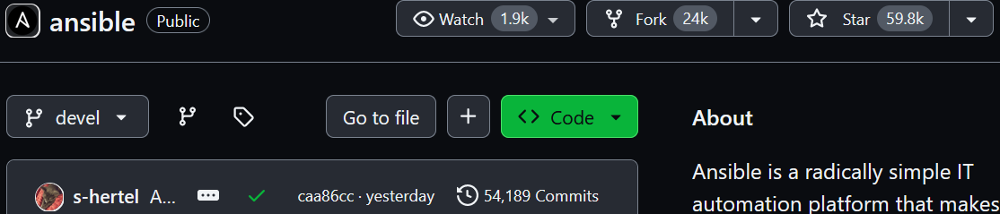 ansible Public Watch 1.9k Fork 24k Star 59.8k
devel Go to file + Code About
Ansible is a radically simple IT
s-hertel A... caa86cc · yesterday 54,189 Commits
automation platform that makes